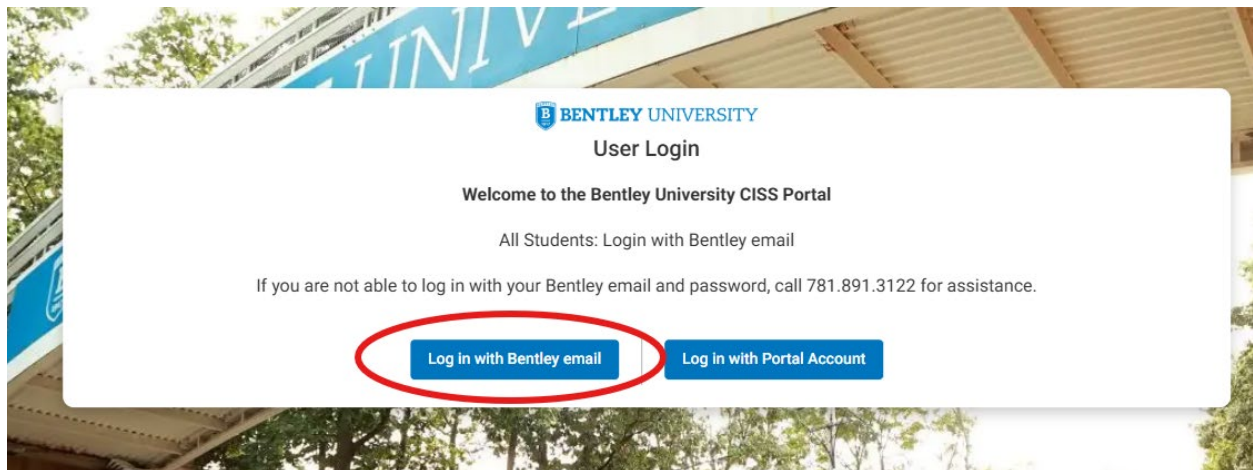 UNIV
BENTLEY UNIVERSITY
User Login
Welcome to the Bentley University CISS Portal
All Students: Login with Bentley email
If you are not able to log in with your Bentley email and password, call 781.891.3122 for assistance.
Log in with Bentley email
Log in with Portal Account